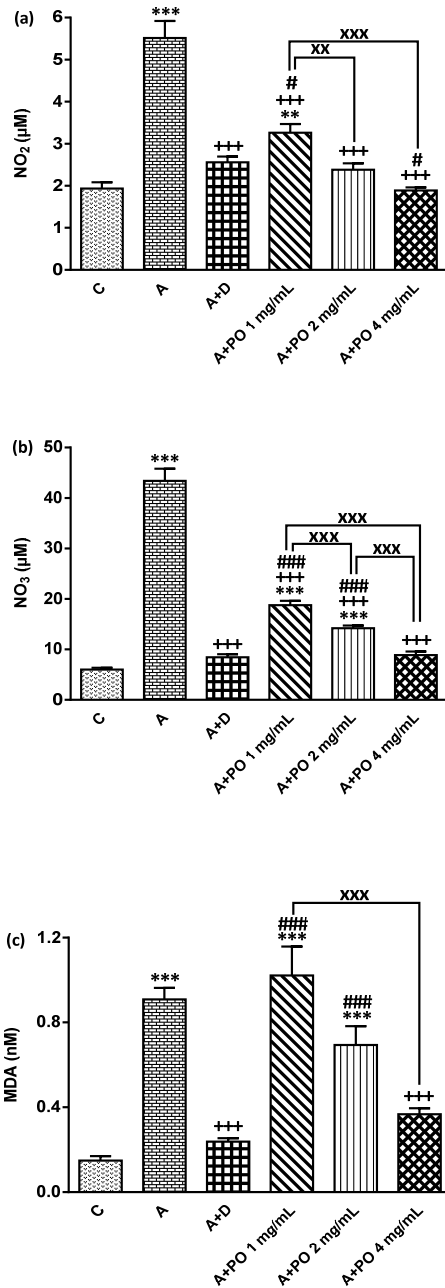 (a)
NO₂ (µM)
6
5
4
3
2
1
0
***
+++
#
+++
**
+++
#
+++
xx
xxx
C
A
A+D
A+PO 1 mg/mL
A+PO 2 mg/mL
A+PO 4 mg/mL
(b)
NO₃ (µM)
50
40
30
20
10
0
***
+++
###
+++
***
###
+++
***
+++
xxx
xxx
xxx
C
A
A+D
A+PO 1 mg/mL
A+PO 2 mg/mL
A+PO 4 mg/mL
(c)
MDA (nM)
1.2
0.8
0.4
0.0
***
+++
###
***
###
***
+++
xxx
C
A
A+D
A+PO 1 mg/mL
A+PO 2 mg/mL
A+PO 4 mg/mL